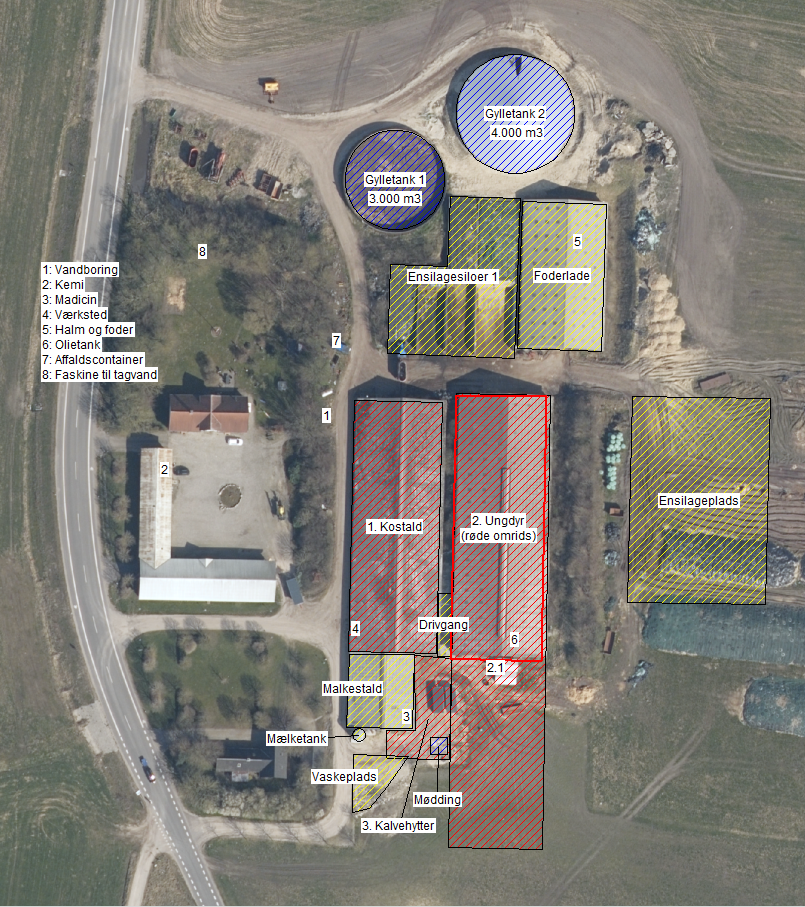 Gylletank 2
4.000 m3
Gylletank 1
3.000 m3
5
8
Ensilagesiloer 1
Foderlade
1: Vandboring
2: Kemi
3: Madicin
4: Værksted
5: Halm og foder
6: Olietank
7: Affaldscontainer
8: Faskine til tagvand
7
1
2
Ensilageplads
1. Kostald
2. Ungdyr
(røde omrids)
Drivgang
4
6
2.1
Malkestald
3
Mælketank
Vaskeplads
Mødding
3. Kalvehytter